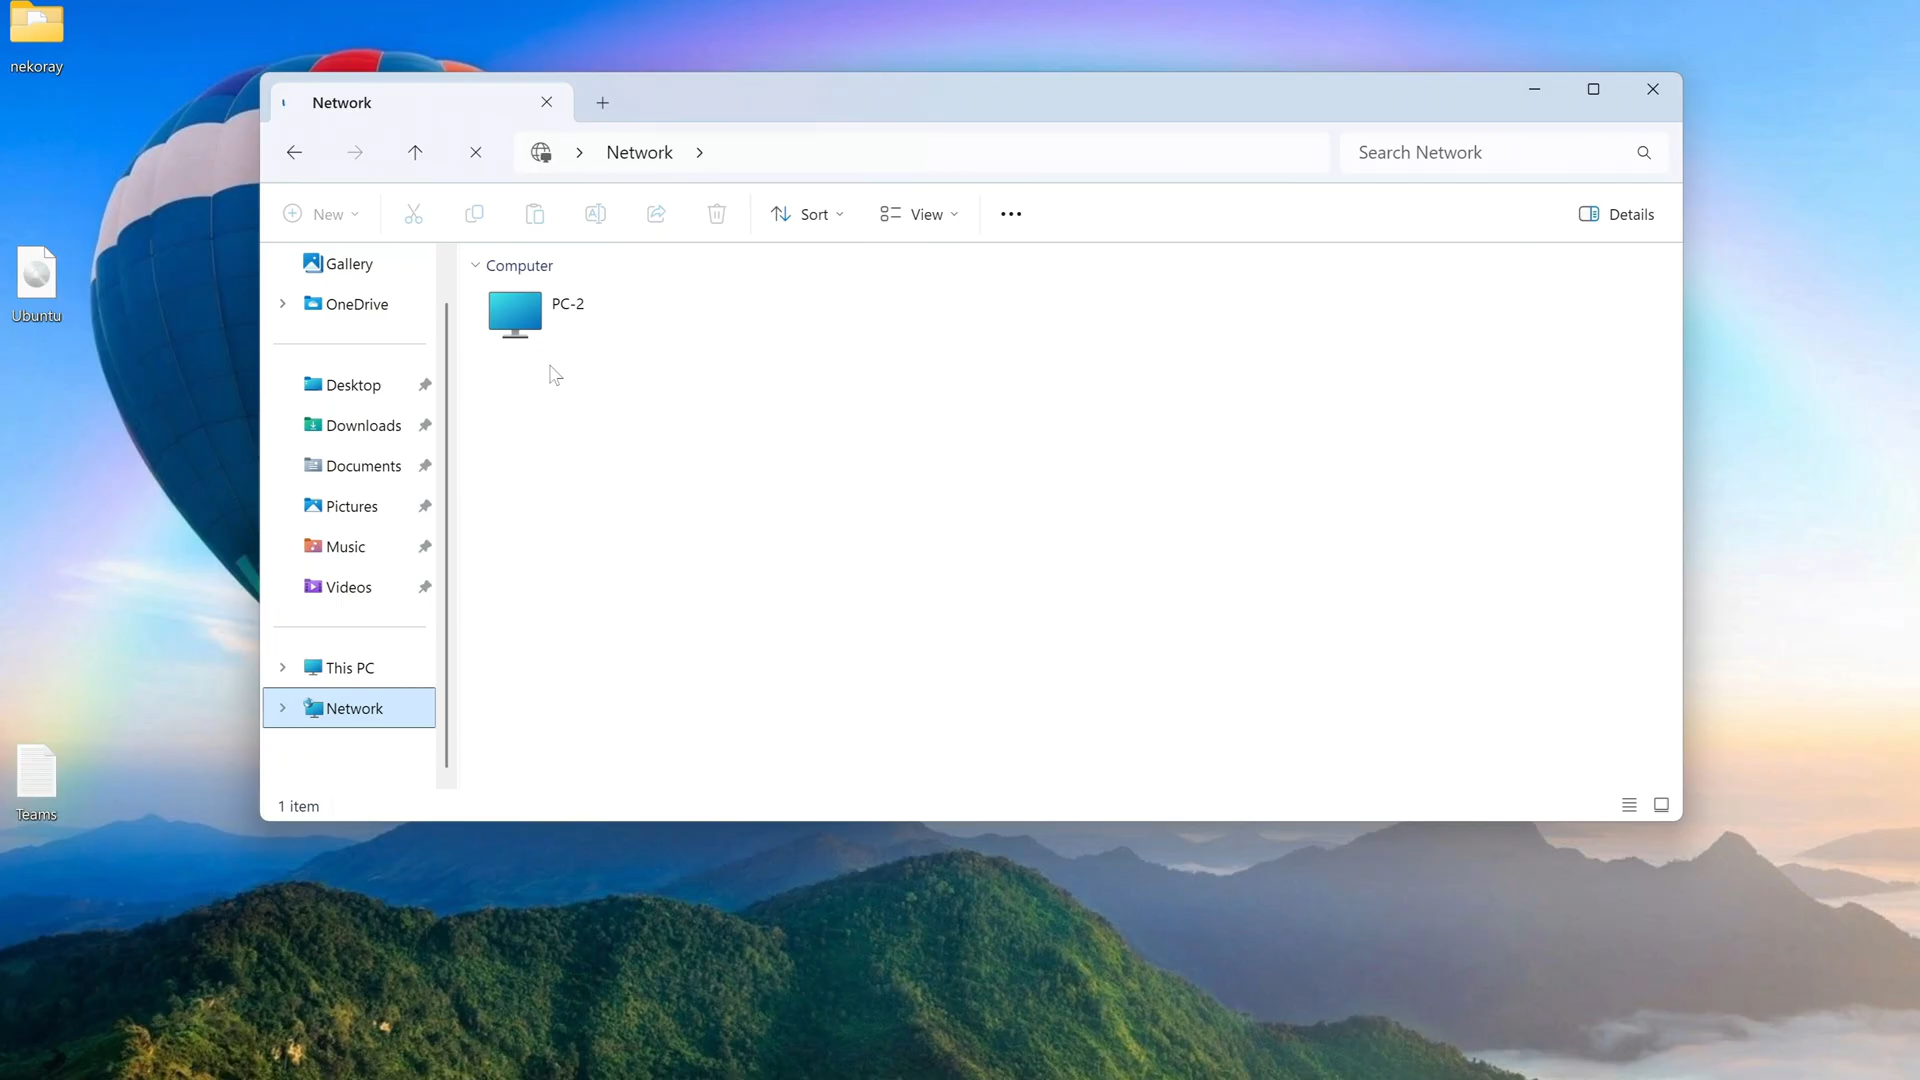 nekoray
Ubuntu
Teams
Network
Network
Search Network
New
Sort
View
Details
Gallery
OneDrive
Desktop
Downloads
Documents
Pictures
Music
Videos
This PC
Network
Computer
PC-2
1 item